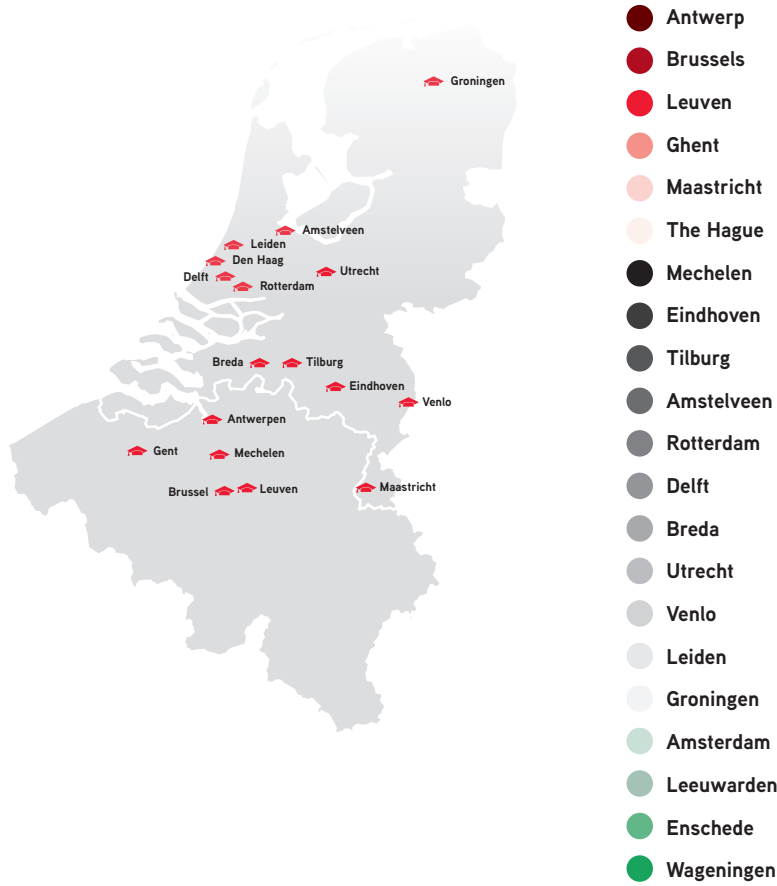 Groningen
Amstelveen
Leiden
Den Haag
Utrecht
Delft
Rotterdam
Breda
Tilburg
Eindhoven
Venlo
Antwerpen
Gent
Mechelen
Brussel
Leuven
Maastricht
Antwerp
Brussels
Leuven
Ghent
Maastricht
The Hague
Mechelen
Eindhoven
Tilburg
Amstelveen
Rotterdam
Delft
Breda
Utrecht
Venlo
Leiden
Groningen
Amsterdam
Leeuwarden
Enschede
Wageningen